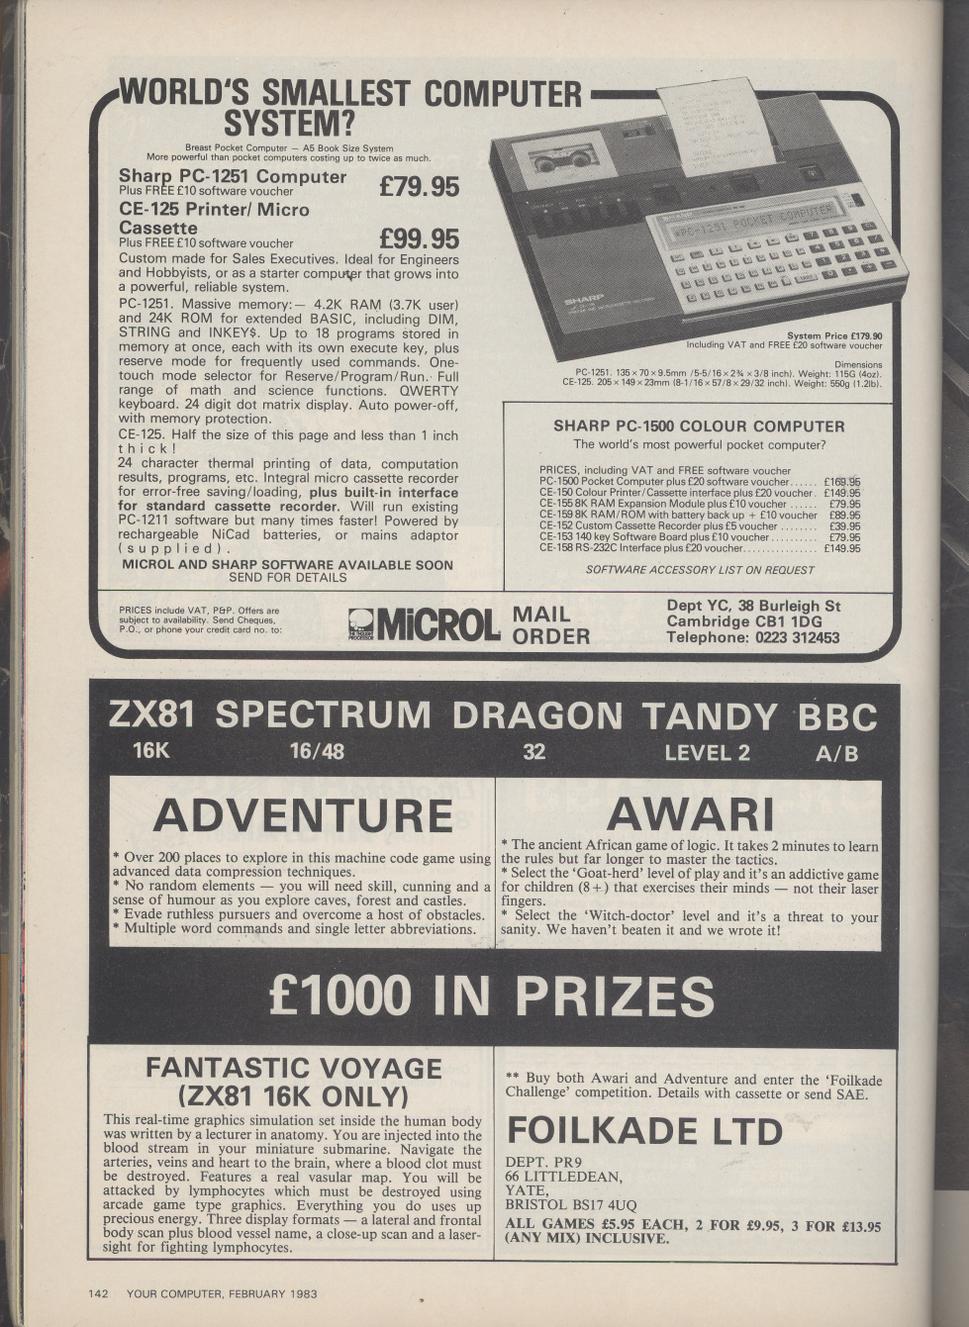 WORLD'S SMALLEST COMPUTER
SYSTEM?
Breast Pocket Computer — A5 Book Size System
More powerful than pocket computers costing up to twice as much.
Sharp PC-1251 Computer
Plus FREE £10 software voucher £79.95
CE-125 Printer/ Micro
Cassette
Plus FREE £10 software voucher £99.95
Custom made for Sales Executives. Ideal for Engineers
and Hobbyists, or as a starter computer that grows into
a powerful, reliable system.
PC-1251. Massive memory:— 4.2K RAM (3.7K user)
and 24K ROM for extended BASIC, including DIM,
STRING and INKEY$. Up to 18 programs stored in
memory at once, each with its own execute key, plus
reserve mode for frequently used commands. One-
touch mode selector for Reserve/Program/Run. Full
range of math and science functions. QWERTY
keyboard. 24 digit dot matrix display. Auto power-off,
with memory protection.
CE-125. Half the size of this page and less than 1 inch
thick!
24 character thermal printing of data, computation
results, programs, etc. Integral micro cassette recorder
for error-free saving/loading, plus built-in interface
for standard cassette recorder. Will run existing
PC-1211 software but many times faster! Powered by
rechargeable NiCad batteries, or mains adaptor
(supplied).
MICROL AND SHARP SOFTWARE AVAILABLE SOON
SEND FOR DETAILS
SHARP
PC-1251 POCKET COMPUTER
SHARP
System Price £179.90
Including VAT and FREE £20 software voucher
Dimensions
PC-1251. 135 × 70 × 9.5mm /5-5/16 × 2¾ × 3/8 inch). Weight: 115G (4oz).
CE-125. 205 × 149 × 23mm (8-1/16 × 57/8 × 29/32 inch). Weight: 550g (1.2lb).
SHARP PC-1500 COLOUR COMPUTER
The world's most powerful pocket computer?
PRICES, including VAT and FREE software voucher
PC-1500 Pocket Computer plus £20 software voucher...... £169.95
CE-150 Colour Printer/Cassette interface plus £20 voucher. £149.95
CE-155 8K RAM Expansion Module plus £10 voucher ...... £79.95
CE-159 8K RAM/ROM with battery back up + £10 voucher £89.95
CE-152 Custom Cassette Recorder plus £5 voucher ........ £39.95
CE-153 140 key Software Board plus £10 voucher .......... £79.95
CE-158 RS-232C Interface plus £20 voucher................ £149.95
SOFTWARE ACCESSORY LIST ON REQUEST
PRICES include VAT, P&P. Offers are
subject to availability. Send Cheques,
P.O., or phone your credit card no. to:
MiCROL
MAIL
ORDER
Dept YC, 38 Burleigh St
Cambridge CB1 1DG
Telephone: 0223 312453
ZX81 SPECTRUM DRAGON TANDY BBC
16K 16/48 32 LEVEL 2 A/B
ADVENTURE
* Over 200 places to explore in this machine code game using
advanced data compression techniques.
* No random elements — you will need skill, cunning and a
sense of humour as you explore caves, forest and castles.
* Evade ruthless pursuers and overcome a host of obstacles.
* Multiple word commands and single letter abbreviations.
AWARI
* The ancient African game of logic. It takes 2 minutes to learn
the rules but far longer to master the tactics.
* Select the 'Goat-herd' level of play and it's an addictive game
for children (8+) that exercises their minds — not their laser
fingers.
* Select the 'Witch-doctor' level and it's a threat to your
sanity. We haven't beaten it and we wrote it!
£1000 IN PRIZES
FANTASTIC VOYAGE
(ZX81 16K ONLY)
This real-time graphics simulation set inside the human body
was written by a lecturer in anatomy. You are injected into the
blood stream in your miniature submarine. Navigate the
arteries, veins and heart to the brain, where a blood clot must
be destroyed. Features a real vasular map. You will be
attacked by lymphocytes which must be destroyed using
arcade game type graphics. Everything you do uses up
precious energy. Three display formats — a lateral and frontal
body scan plus blood vessel name, a close-up scan and a laser-
sight for fighting lymphocytes.
** Buy both Awari and Adventure and enter the 'Foilkade
Challenge' competition. Details with cassette or send SAE.
FOILKADE LTD
DEPT. PR9
66 LITTLEDEAN,
YATE,
BRISTOL BS17 4UQ
ALL GAMES £5.95 EACH, 2 FOR £9.95, 3 FOR £13.95
(ANY MIX) INCLUSIVE.
142 YOUR COMPUTER, FEBRUARY 1983